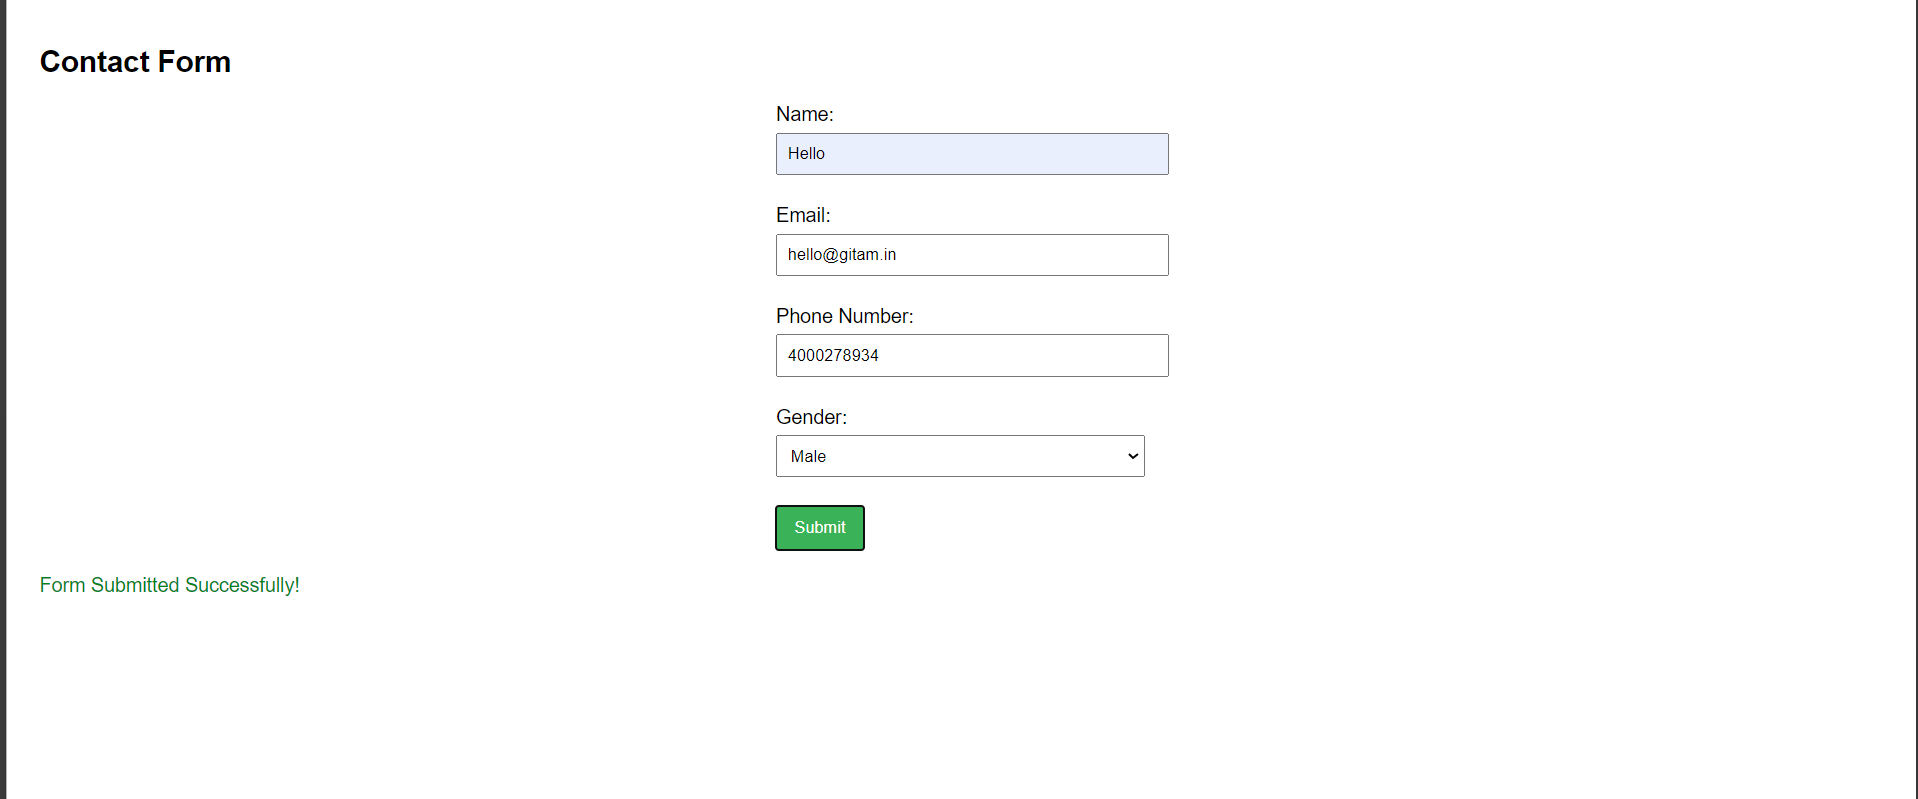 Contact Form
Name:
Hello
Email:
hello@gitam.in
Phone Number:
4000278934
Gender:
Male
Submit
Form Submitted Successfully!